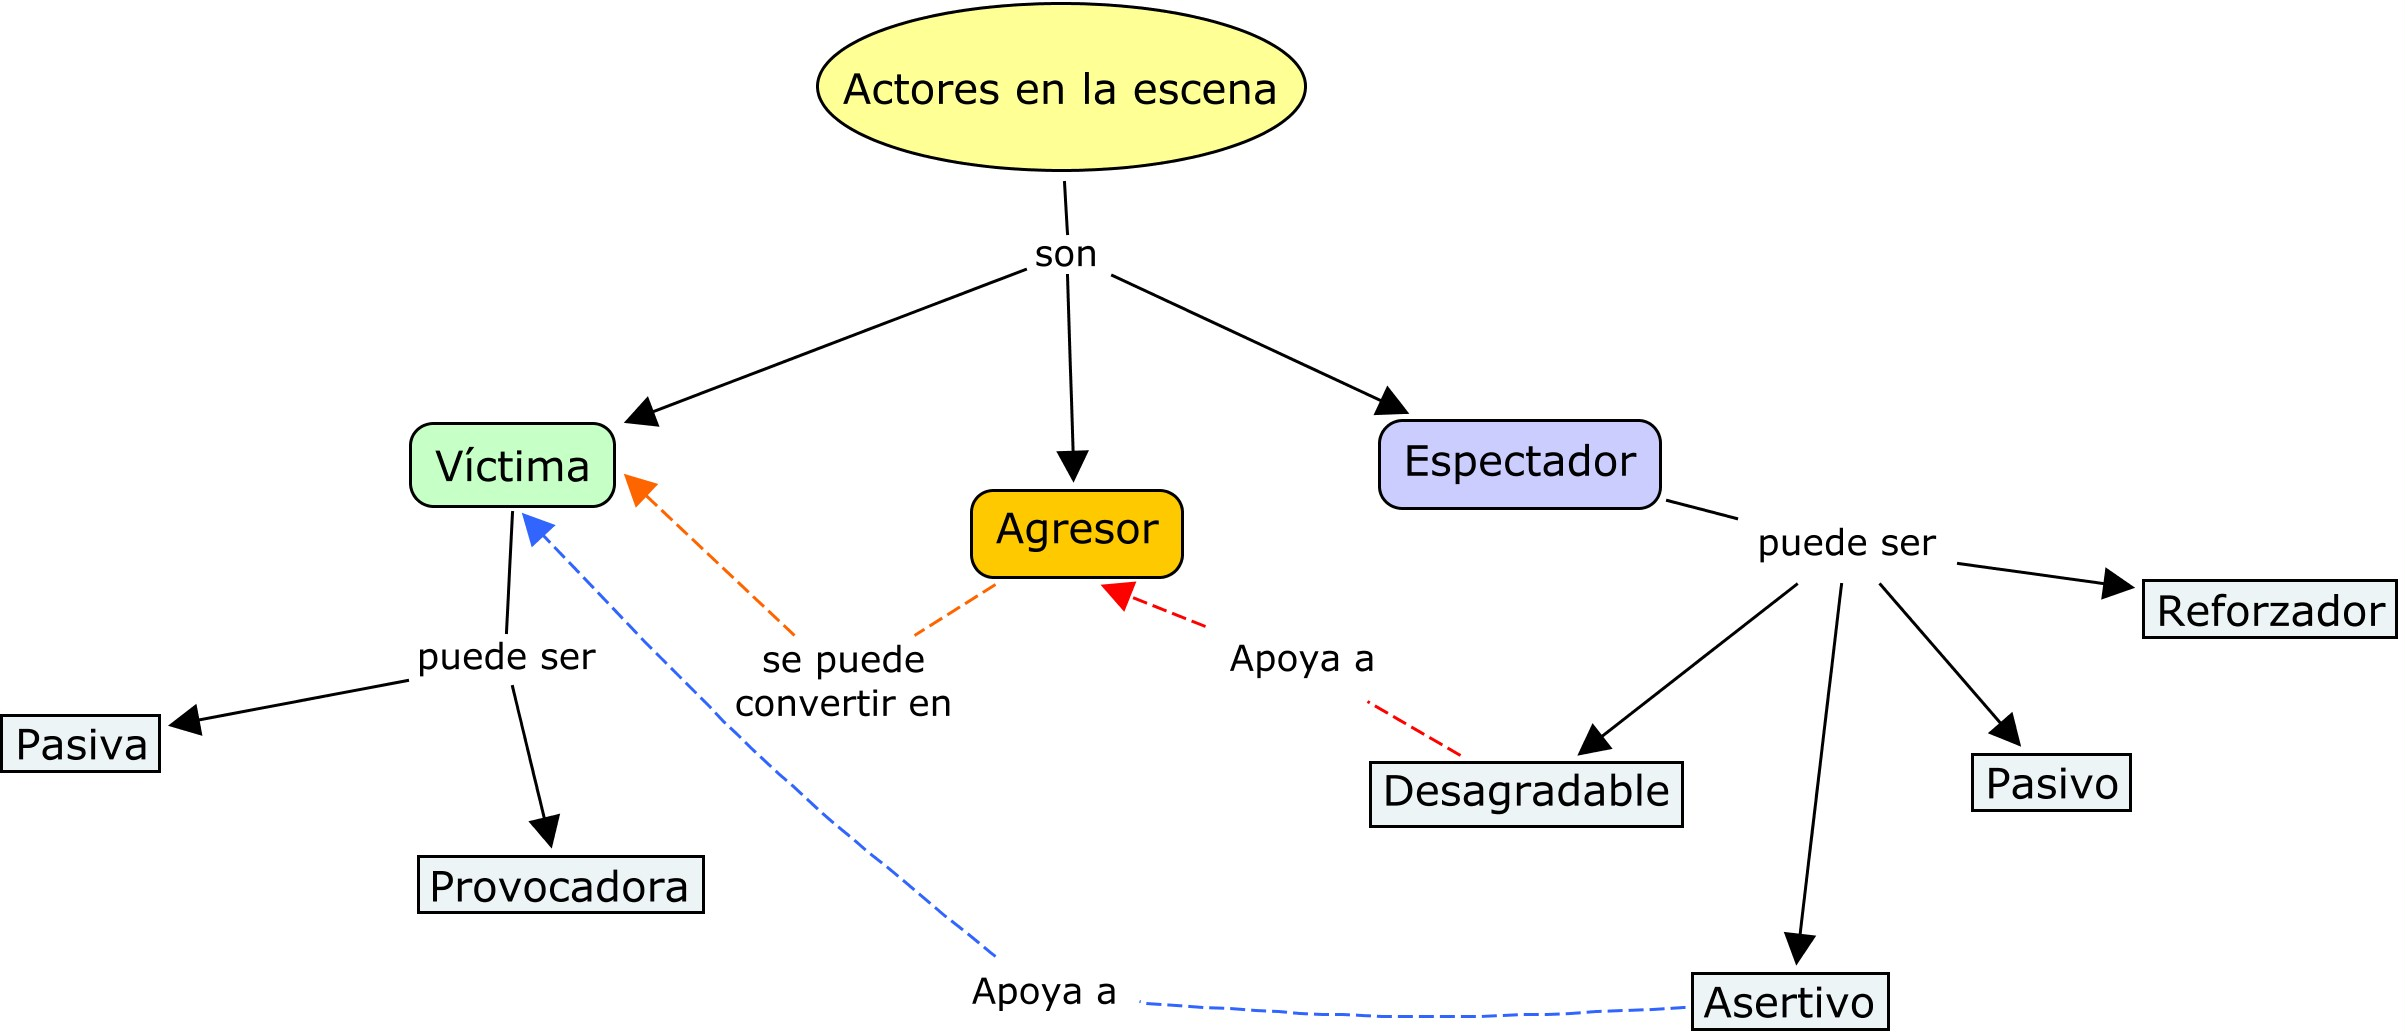 Actores en la escena
son
Víctima
Agresor
Espectador
puede ser
Reforzador
puede ser
se puede
convertir en
Apoya a
Pasiva
Desagradable
Pasivo
Provocadora
Apoya a
Asertivo